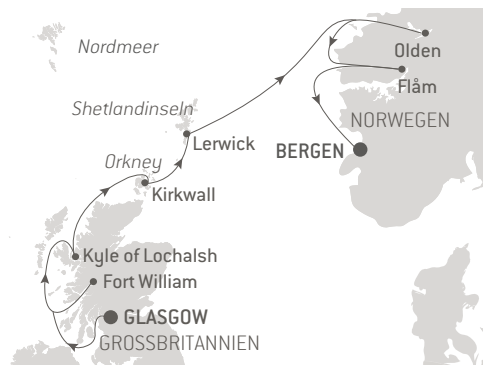 Nordmeer
Olden
Flåm
Shetlandinseln
NORWEGEN
Lerwick
BERGEN
Orkney
Kirkwall
Kyle of Lochalsh
Fort William
GLASGOW
GROSSBRITANNIEN